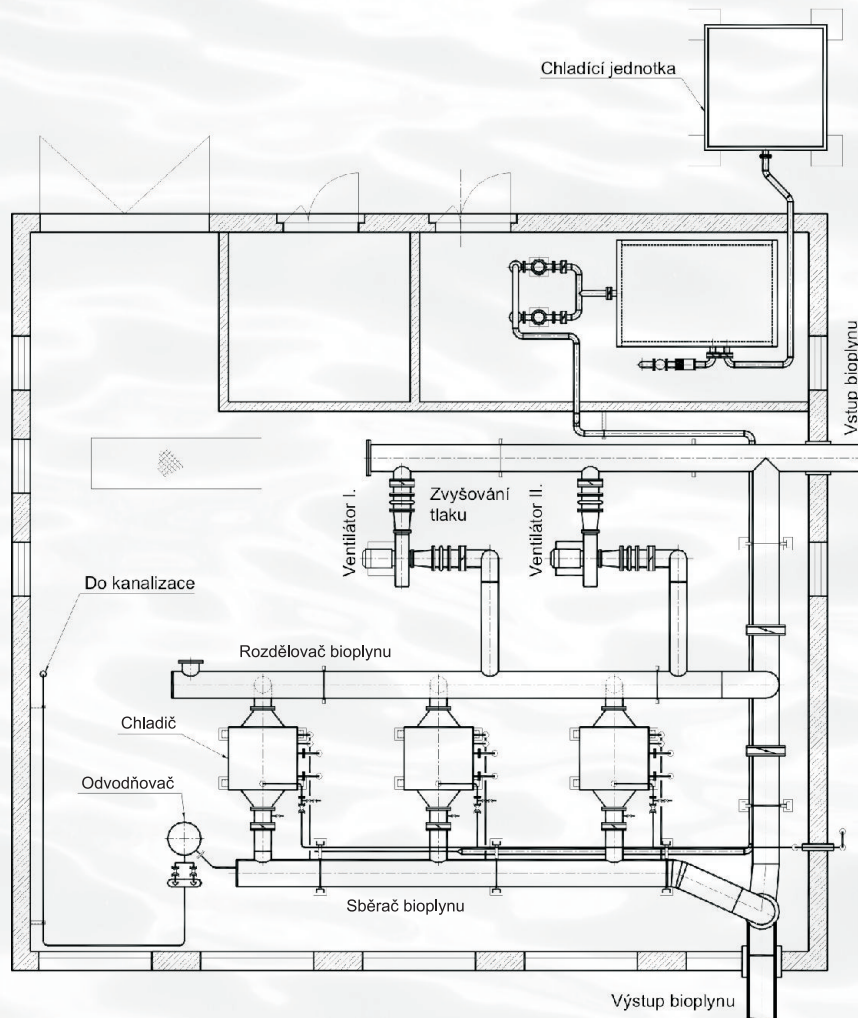 Chladící jednotka
Vstup bioplynu
Ventilátor I.
Zvyšování
tlaku
Ventilátor II.
Do kanalizace
Rozdělovač bioplynu
Chladič
Odvodňovač
Sběrač bioplynu
Výstup bioplynu